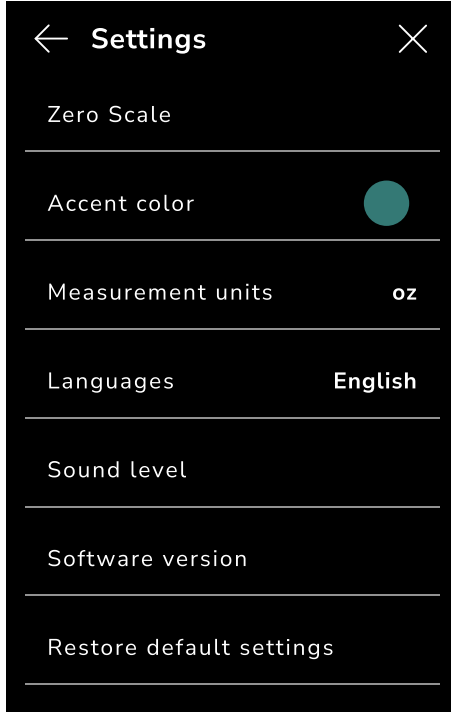 Settings
Zero Scale
Accent color
Measurement units oz
Languages English
Sound level
Software version
Restore default settings